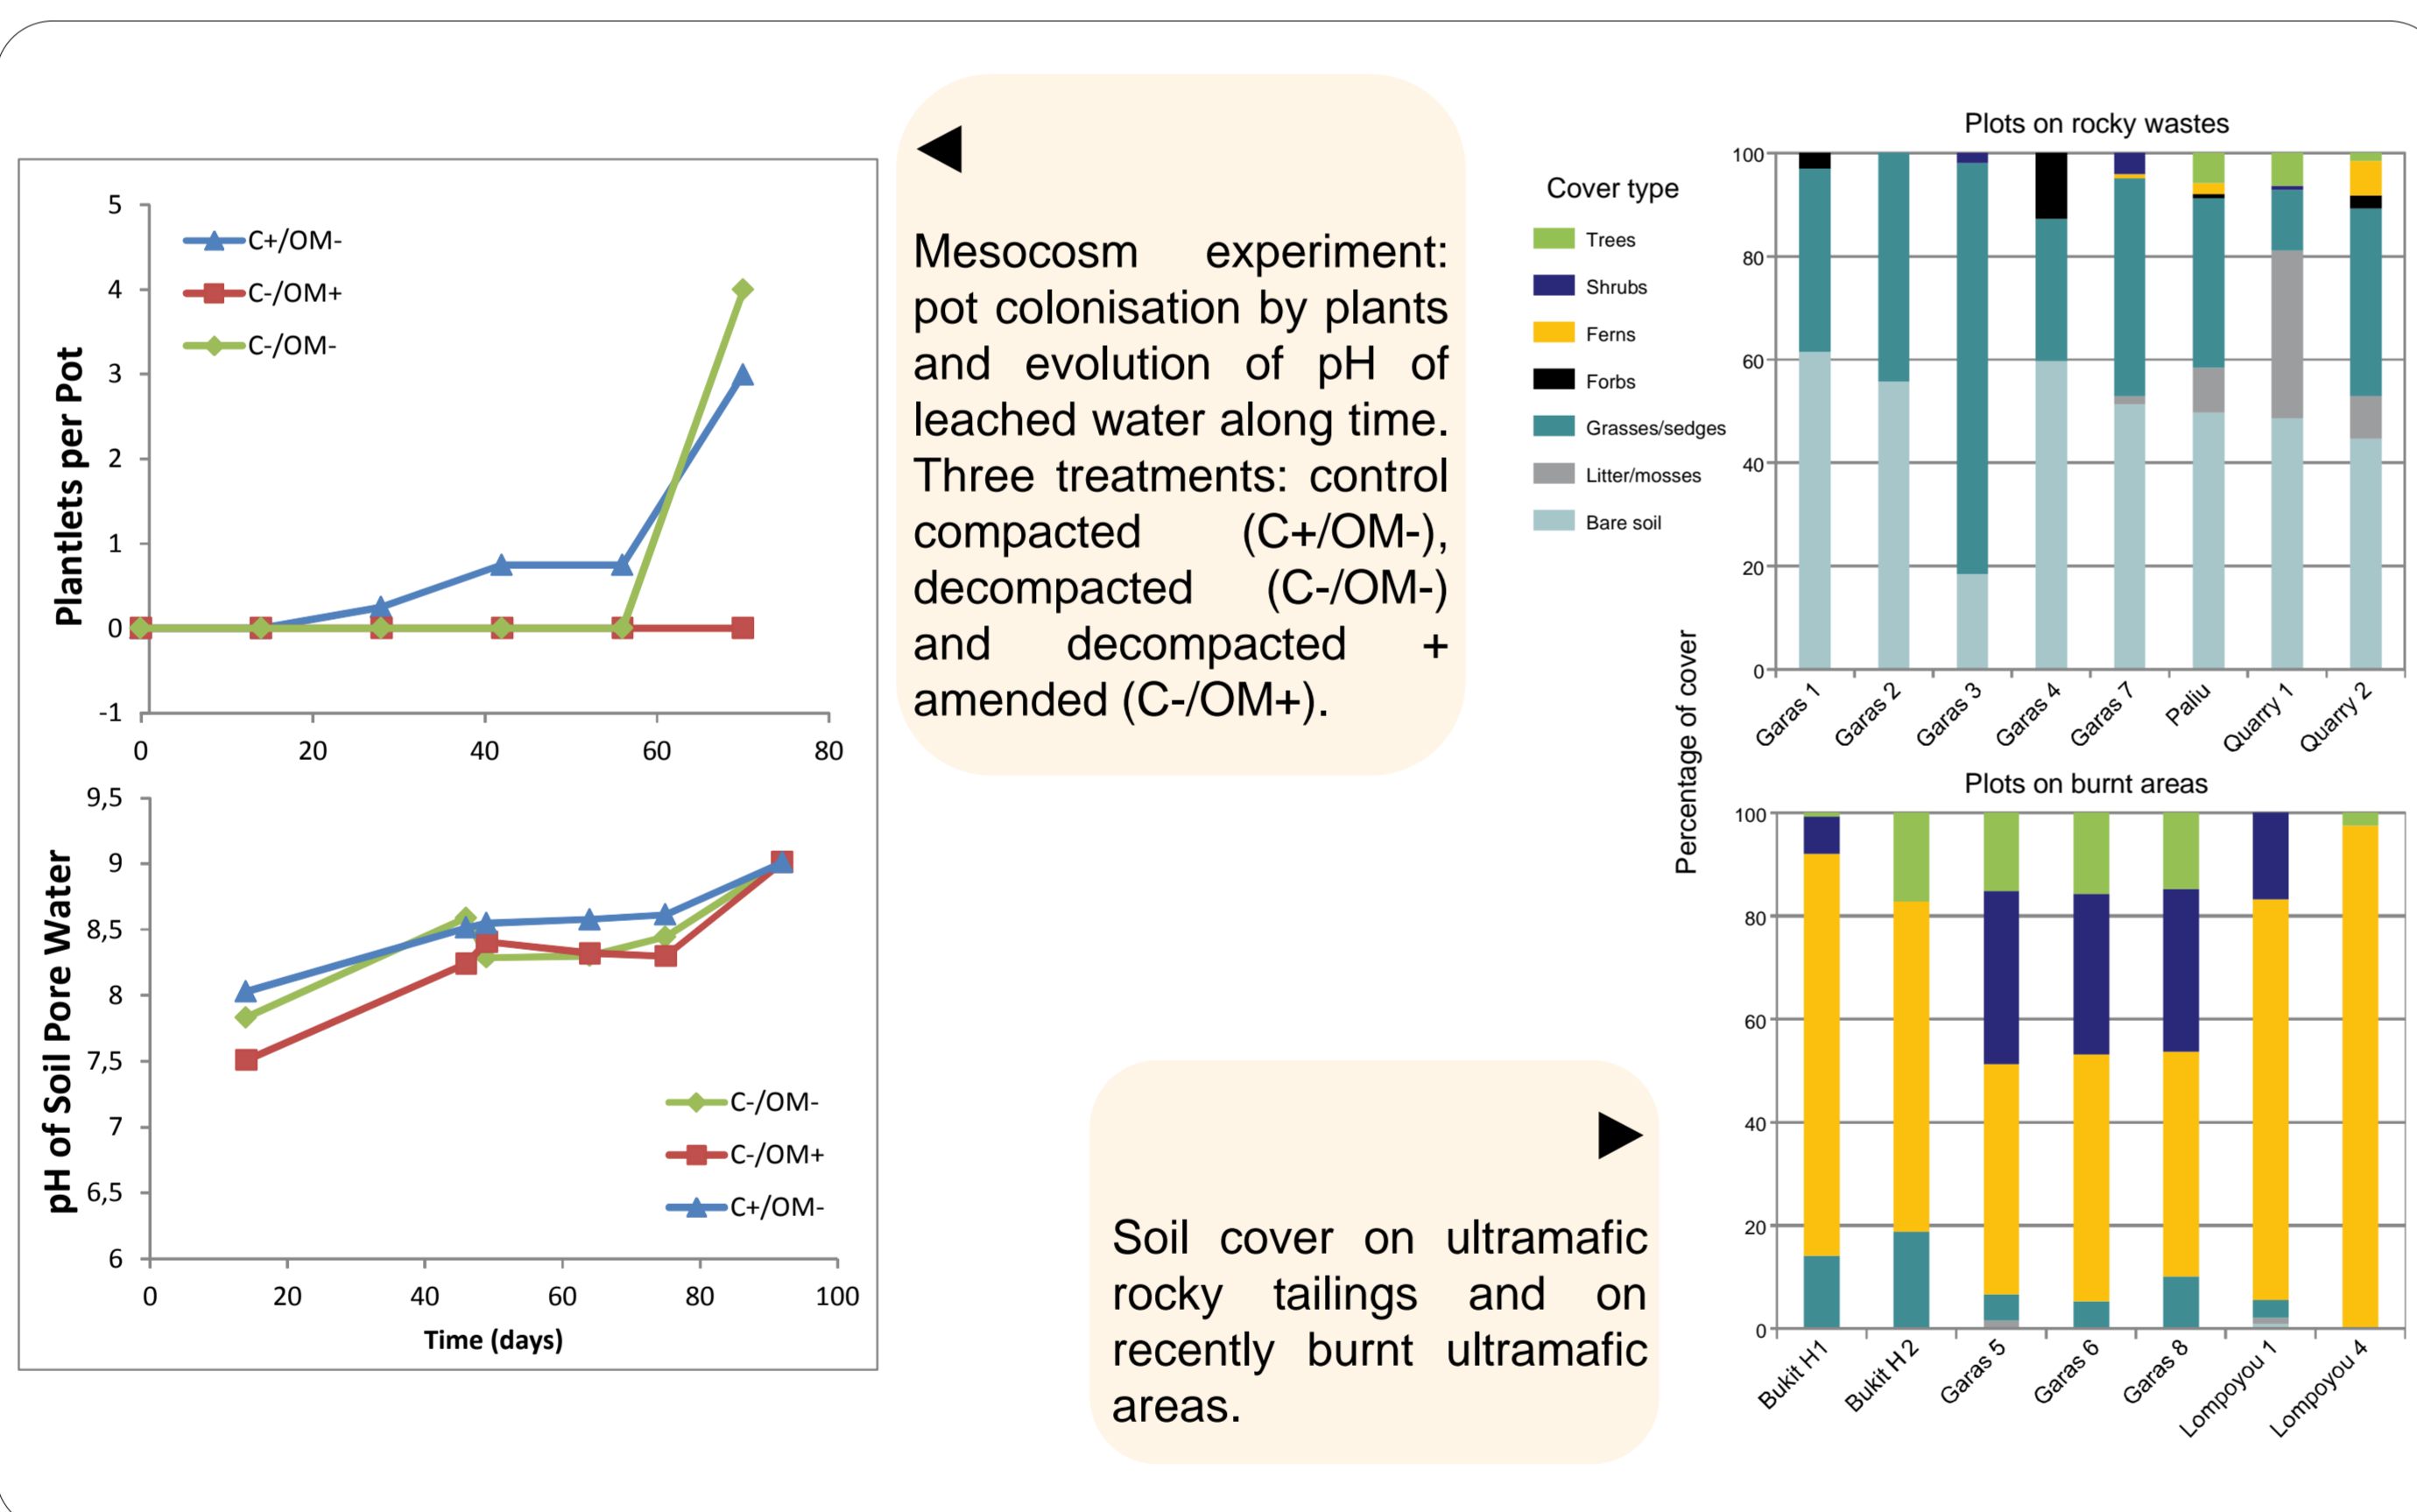 5
4
3
2
1
0
-1
Plantlets per Pot
C+/OM-
C-/OM+
C-/OM-
0 20 40 60 80
9,5
9
8,5
8
7,5
7
6,5
6
pH of Soil Pore Water
C-/OM-
C-/OM+
C+/OM-
0 20 40 60 80 100
Time (days)
Mesocosm experiment:
pot colonisation by plants
and evolution of pH of
leached water along time.
Three treatments: control
compacted (C+/OM-),
decompacted (C-/OM-)
and decompacted +
amended (C-/OM+).
Soil cover on ultramafic
rocky tailings and on
recently burnt ultramafic
areas.
Cover type
Trees
Shrubs
Ferns
Forbs
Grasses/sedges
Litter/mosses
Bare soil
Percentage of cover
Plots on rocky wastes
100
80
60
40
20
0
Garas 1 Garas 2 Garas 3 Garas 4 Garas 7 Paliu Quarry 1 Quarry 2
Plots on burnt areas
100
80
60
40
20
0
Bukit H1 Bukit H 2 Garas 5 Garas 6 Garas 8 Lompoyou 1 Lompoyou 4